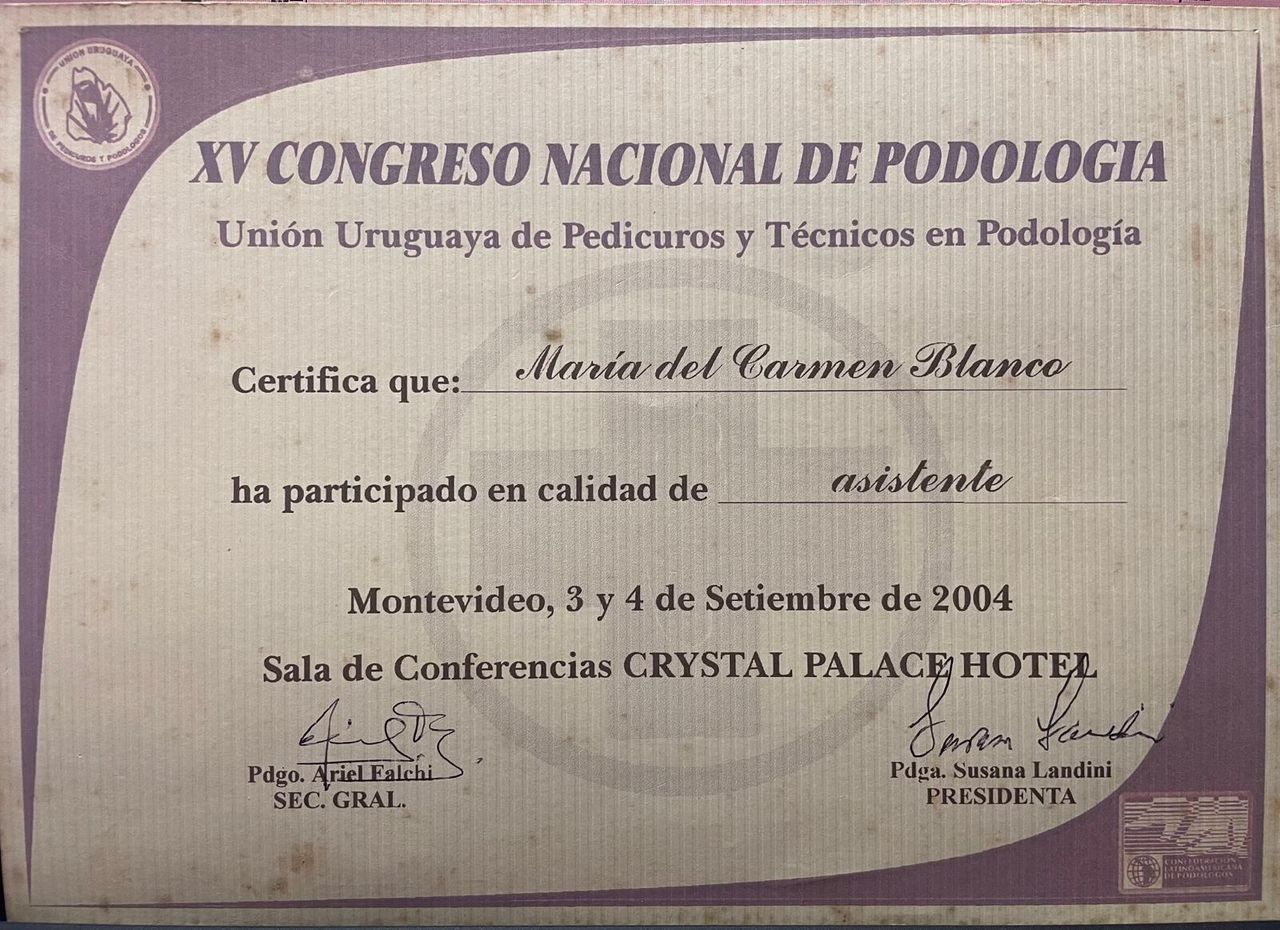 UNION URUGUAYA
DE PEDICUROS Y PODOLOGOS
XV CONGRESO NACIONAL DE PODOLOGIA
Unión Uruguaya de Pedicuros y Técnicos en Podología
Certifica que: María del Carmen Blanco
ha participado en calidad de asistente
Montevideo, 3 y 4 de Setiembre de 2004
Sala de Conferencias CRYSTAL PALACE HOTEL
Susana Landini
Pdgo. Ariel Falchi
SEC. GRAL.
Pdga. Susana Landini
PRESIDENTA
CONFEDERACION
LATINOAMERICANA
DE PODOLOGOS